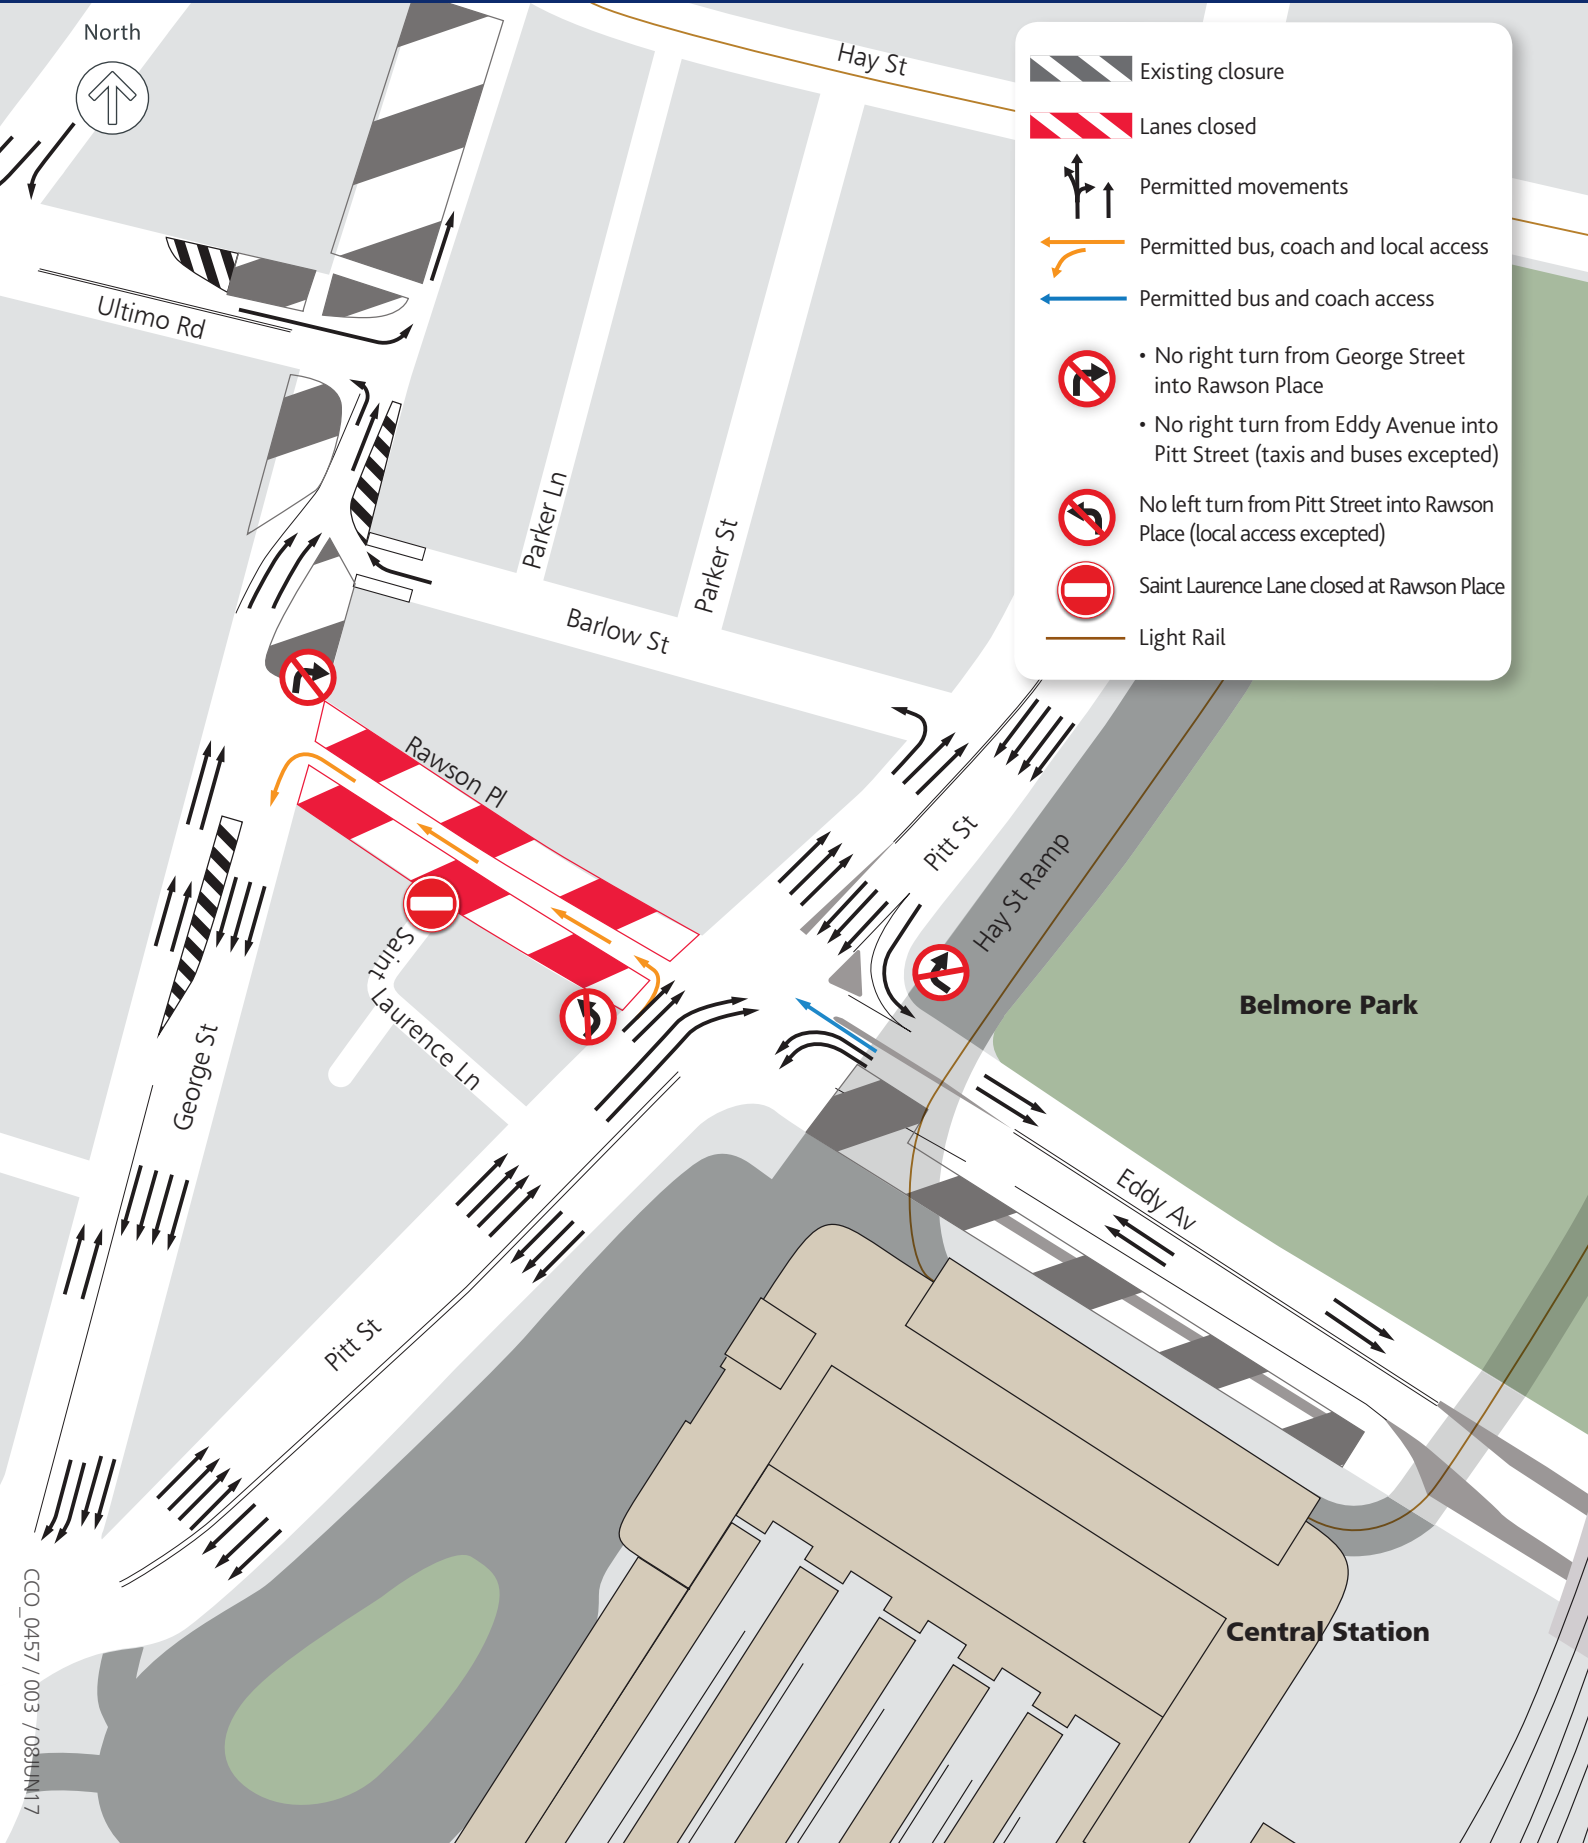 North
Hay St
Existing closure
Lanes closed
Permitted movements
Permitted bus, coach and local access
Permitted bus and coach access
• No right turn from George Street
into Rawson Place
• No right turn from Eddy Avenue into
Pitt Street (taxis and buses excepted)
No left turn from Pitt Street into Rawson
Place (local access excepted)
Saint Laurence Lane closed at Rawson Place
Light Rail
Ultimo Rd
Parker Ln
Parker St
Barlow St
Rawson Pl
Pitt St
Hay St Ramp
Saint
Laurence Ln
George St
Belmore Park
Eddy Av
Pitt St
Central Station
CCO_0457 / 003 / 08JUN17